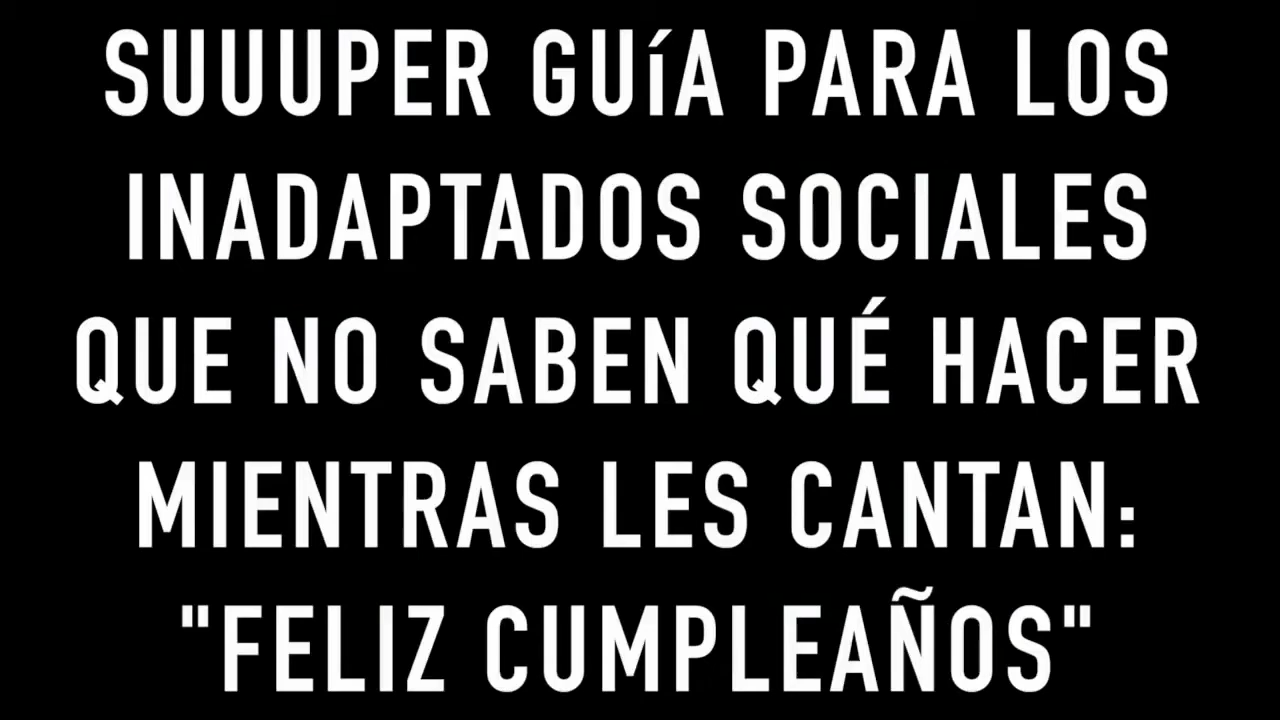 SUUUPER GUíA PARA LOS
INADAPTADOS SOCIALES
QUE NO SABEN QUÉ HACER
MIENTRAS LES CANTAN:
"FELIZ CUMPLEAÑOS"